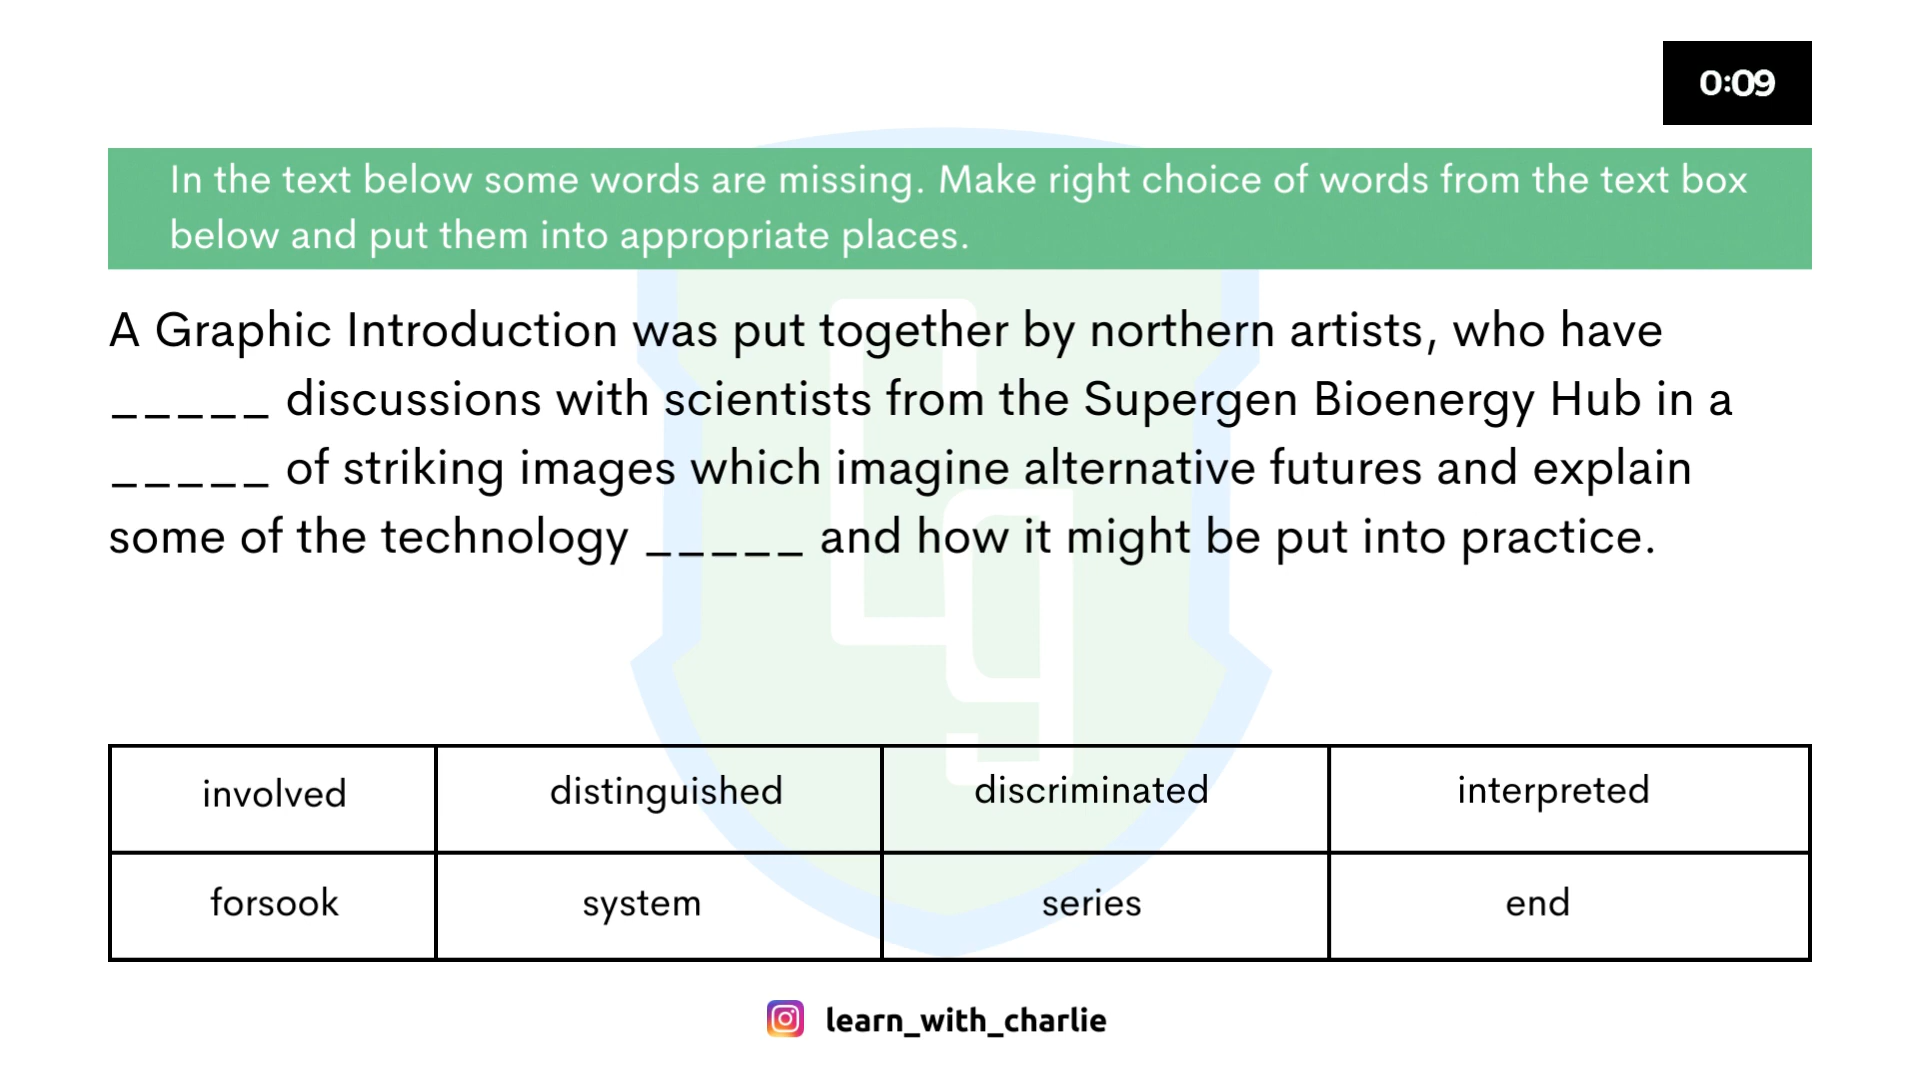 0:09
In the text below some words are missing. Make right choice of words from the text box
below and put them into appropriate places.
A Graphic Introduction was put together by northern artists, who have
_____ discussions with scientists from the Supergen Bioenergy Hub in a
_____ of striking images which imagine alternative futures and explain
some of the technology _____ and how it might be put into practice.
involved distinguished discriminated interpreted
forsook system series end
learn_with_charlie